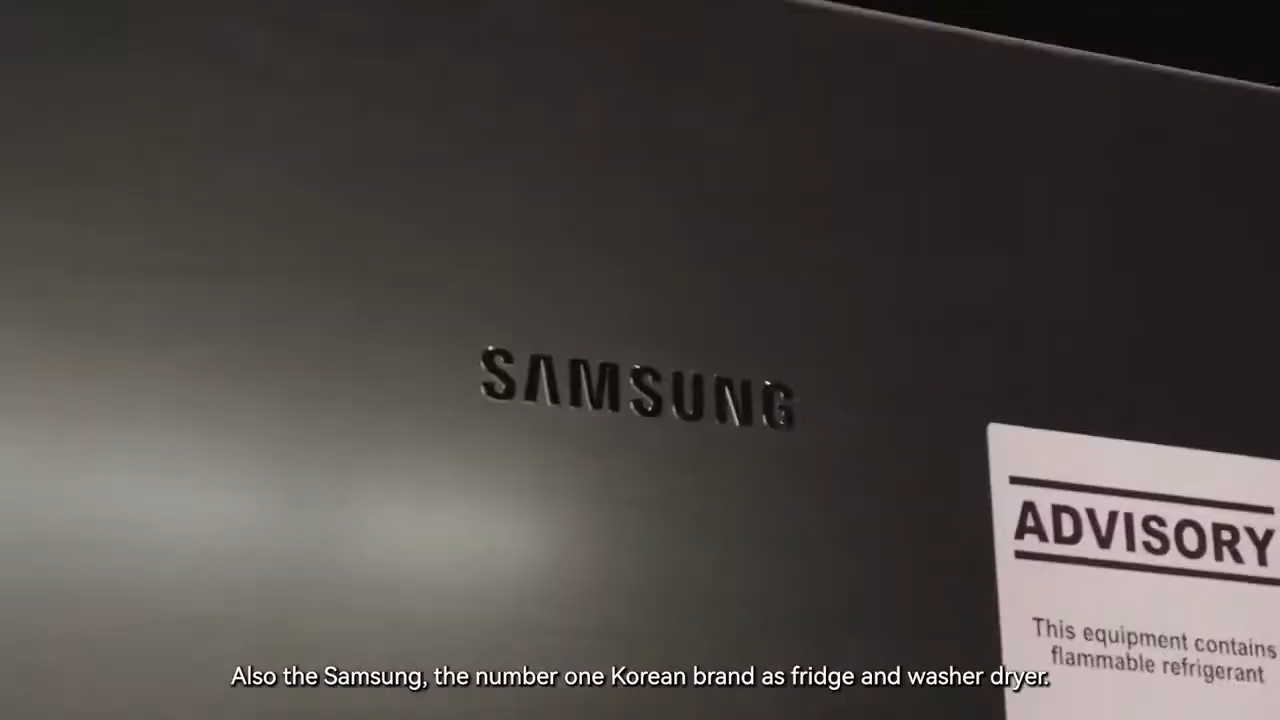 SAMSUNG
ADVISORY
This equipment contains
flammable refrigerant
Also the Samsung, the number one Korean brand as fridge and washer dryer.